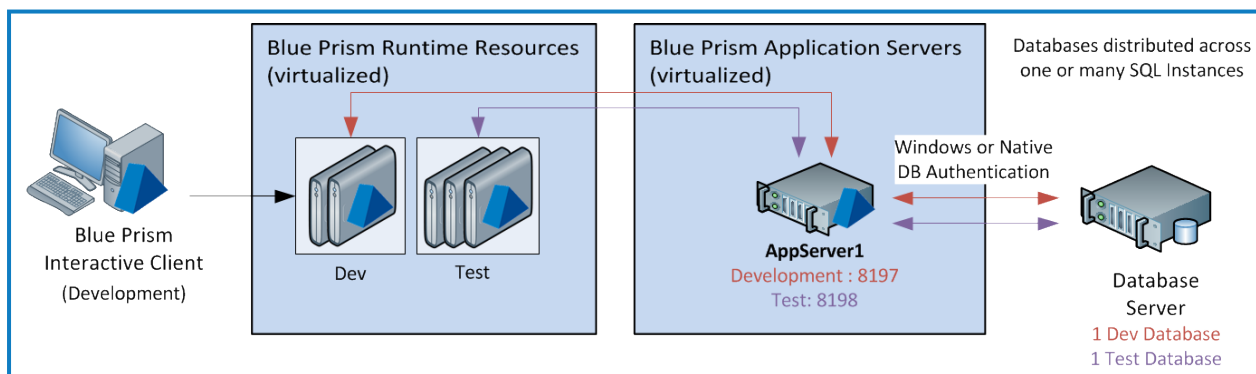 Blue Prism Runtime Resources
(virtualized)
Blue Prism Application Servers
(virtualized)
Databases distributed across
one or many SQL Instances
Windows or Native
DB Authentication
Blue Prism
Interactive Client
(Development)
Dev
Test
AppServer1
Development : 8197
Test: 8198
Database
Server
1 Dev Database
1 Test Database